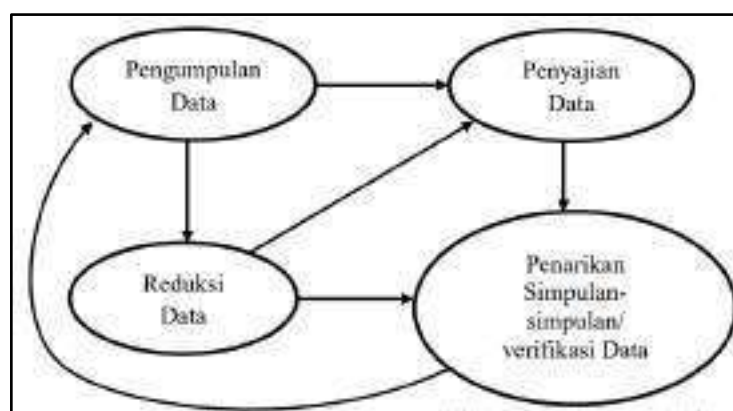 Pengumpulan
Data
Penyajian
Data
Reduksi
Data
Penarikan
Simpulan-
simpulan/
verifikasi Data